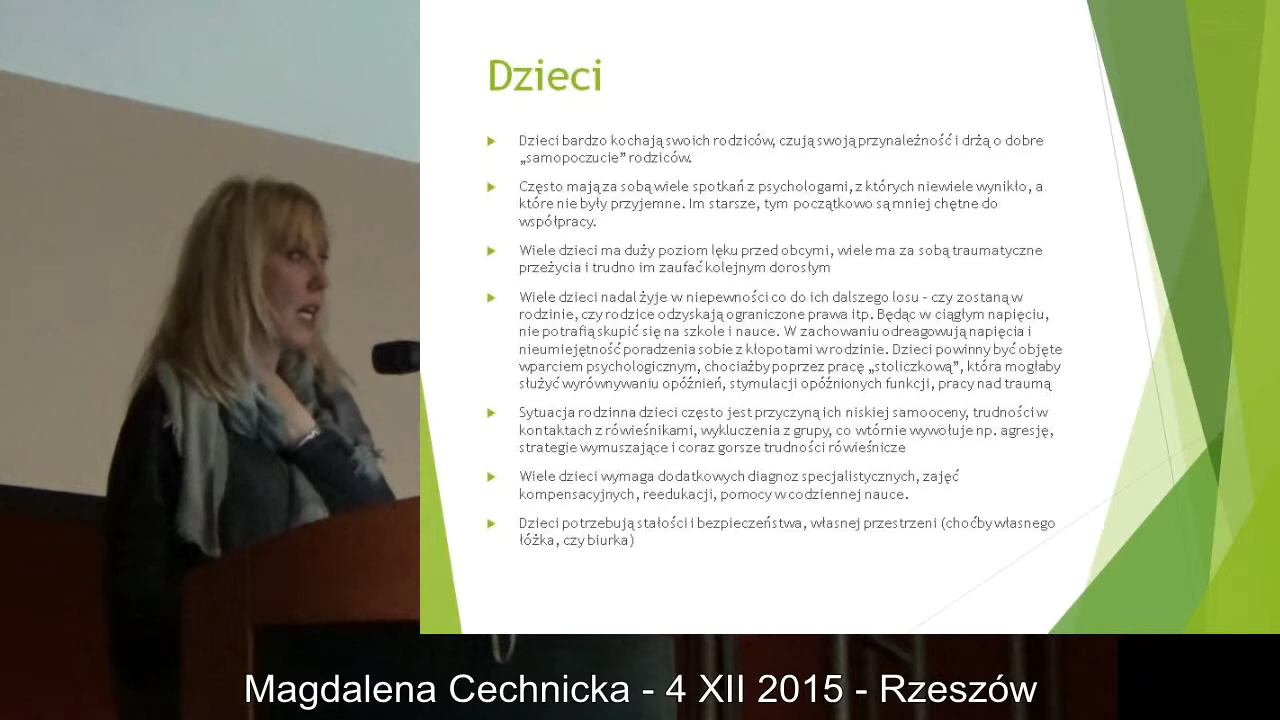 Dzieci
Dzieci bardzo kochają swoich rodziców, czują swoją przynależność i drżą o dobre
„samopoczucie” rodziców.
Często mają za sobą wiele spotkań z psychologami, z których niewiele wynikło, a
które nie były przyjemne. Im starsze, tym początkowo są mniej chętne do
współpracy.
Wiele dzieci ma duży poziom lęku przed obcymi, wiele ma za sobą traumatyczne
przeżycia i trudno im zaufać kolejnym dorosłym
Wiele dzieci nadal żyje w niepewności co do ich dalszego losu – czy zostaną w
rodzinie, czy rodzice odzyskają ograniczone prawa itp. Będąc w ciągłym napięciu,
nie potrafią skupić się na szkole i nauce. W zachowaniu odreagowują napięcia i
nieumiejętność poradzenia sobie z kłopotami w rodzinie. Dzieci powinny być objęte
wparciem psychologicznym, chociażby poprzez pracę „stoliczkową”, która mogłaby
służyć wyrównywaniu opóźnień, stymulacji opóźnionych funkcji, pracy nad traumą
Sytuacja rodzinna dzieci często jest przyczyną ich niskiej samooceny, trudności w
kontaktach z rówieśnikami, wykluczenia z grupy, co wtórnie wywołuje np. agresję,
strategie wymuszające i coraz gorsze trudności rówieśnicze
Wiele dzieci wymaga dodatkowych diagnoz specjalistycznych, zajęć
kompensacyjnych, reedukacji, pomocy w codziennej nauce.
Dzieci potrzebują stałości i bezpieczeństwa, własnej przestrzeni (choćby własnego
łóżka, czy biurka)
Magdalena Cechnicka - 4 XII 2015 - Rzeszów